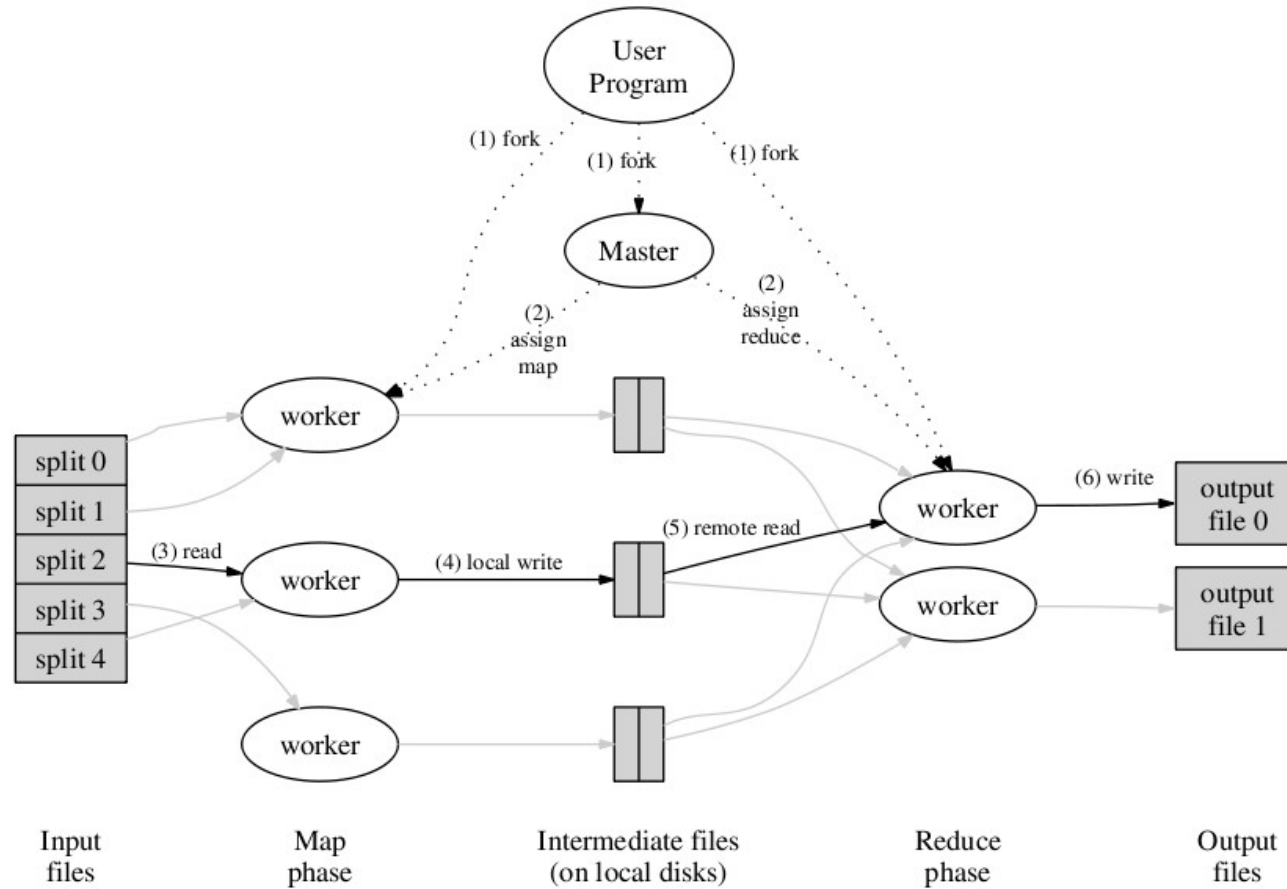 User
Program
(1) fork
(1) fork
(1) fork
Master
(2)
assign
map
(2)
assign
reduce
split 0
split 1
split 2
split 3
split 4
(3) read
worker
worker
worker
(4) local write
(5) remote read
worker
worker
(6) write
output
file 0
output
file 1
Input
files
Map
phase
Intermediate files
(on local disks)
Reduce
phase
Output
files